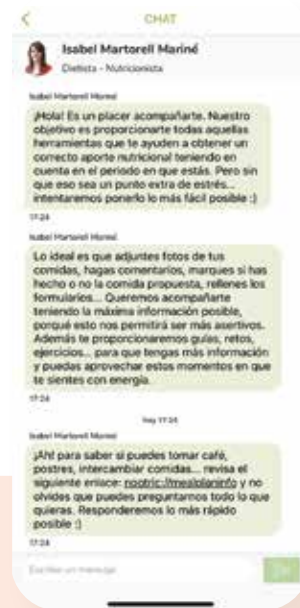 CHAT
Isabel Martorell Mariné
Dietista - Nutricionista
Isabel Martorell Mariné
¡Hola! Es un placer acompañarte. Nuestro
objetivo es proporcionarte todas aquellas
herramientas que te ayuden a obtener un
correcto aporte nutricional teniendo en
cuenta en el periodo en que estás. Pero sin
que eso sea un punto extra de estrés...
intentaremos ponerlo lo más fácil posible :)
17:24
Isabel Martorell Mariné
Lo ideal es que adjuntes fotos de tus
comidas, hagas comentarios, marques si has
hecho o no la comida propuesta, rellenes los
formularios... Queremos acompañarte
teniendo la máxima información posible,
porqué esto nos permitirá ser más asertivos.
Además te proporcionaremos guías, retos,
ejercicios... para que tengas más información
y puedas aprovechar estos momentos en que
te sientes con energía.
17:24
hoy 17:24
Isabel Martorell Mariné
¡Ah! para saber si puedes tomar café,
postres, intercambiar comidas... revisa el
siguiente enlace: nootric://mealplaninfo y no
olvides que puedes preguntarnos todo lo que
quieras. Responderemos lo más rápido
posible :)
17:24
Escribe un mensaje